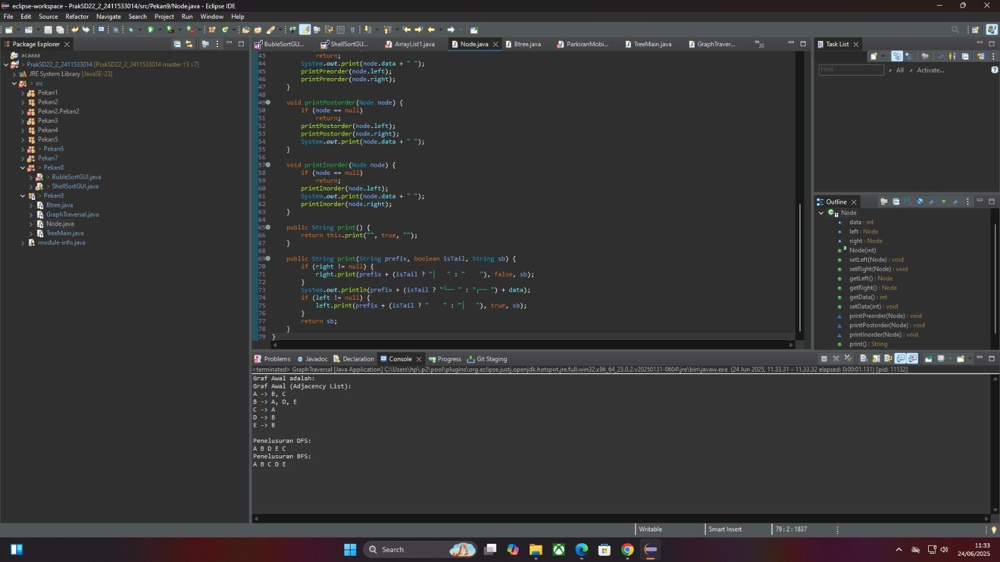 eclipse-workspace - PrakSD22_2_2411533014/src/Pekan9/Node.java - Eclipse IDE
File Edit Source Refactor Navigate Search Project Run Window Help
Package Explorer
BubleSortGU... ShellSortGU... ArrayList1.java Node.java Btree.java ParkiranMobi... TreeMain.java GraphTraver... »30
Task List
acaaaa
> PrakSD22_2_2411533014 [PrakSD22_2_2411533014 master ↑3 ↓7]
JRE System Library [JavaSE-23]
> src
Pekan1
Pekan2
Pekan2.Pekan2
Pekan3
Pekan4
Pekan5
> Pekan6
Pekan7
> Pekan8
> BubleSortGUI.java
> ShellSortGUI.java
> Pekan9
Btree.java
GraphTraversal.java
Node.java
TreeMain.java
module-info.java
43 return;
44 System.out.print(node.data + " ");
45 printPreorder(node.left);
46 printPreorder(node.right);
47 }
48
49 void printPostorder(Node node) {
50 if (node == null)
51 return;
52 printPostorder(node.left);
53 printPostorder(node.right);
54 System.out.print(node.data + " ");
55 }
56
57 void printInorder(Node node) {
58 if (node == null)
59 return;
60 printInorder(node.left);
61 System.out.print(node.data + " ");
62 printInorder(node.right);
63 }
64
65 public String print() {
66 return this.print("", true, "");
67 }
68
69 public String print(String prefix, boolean isTail, String sb) {
70 if (right != null) {
71 right.print(prefix + (isTail ? "│   " : "    "), false, sb);
72 }
73 System.out.println(prefix + (isTail ? "└── " : "┌── ") + data);
74 if (left != null) {
75 left.print(prefix + (isTail ? "    " : "│   "), true, sb);
76 }
77 return sb;
78 }
79 }
Find All Activate...
Outline
Node
data : int
left : Node
right : Node
Node(int)
setLeft(Node) : void
setRight(Node) : void
getLeft() : Node
getRight() : Node
getData() : int
setData(int) : void
printPreorder(Node) : void
printPostorder(Node) : void
printInorder(Node) : void
print() : String
Problems Javadoc Declaration Console Progress Git Staging
<terminated> GraphTraversal [Java Application] C:\Users\hp\.p2\pool\plugins\org.eclipse.justj.openjdk.hotspot.jre.full.win32.x86_64_23.0.2.v20250131-0604\jre\bin\javaw.exe (24 Jun 2025, 11.33.31 – 11.33.32 elapsed: 0:00:01.131) [pid: 11132]
Graf Awal adalah:
Graf Awal (Adjacency List):
A -> B, C
B -> A, D, E
C -> A
D -> B
E -> B
Penelusuran DFS:
A B D E C
Penelusuran BFS:
A B C D E
Writable Smart Insert 79 : 2 : 1837
Search
11:33
24/06/2025